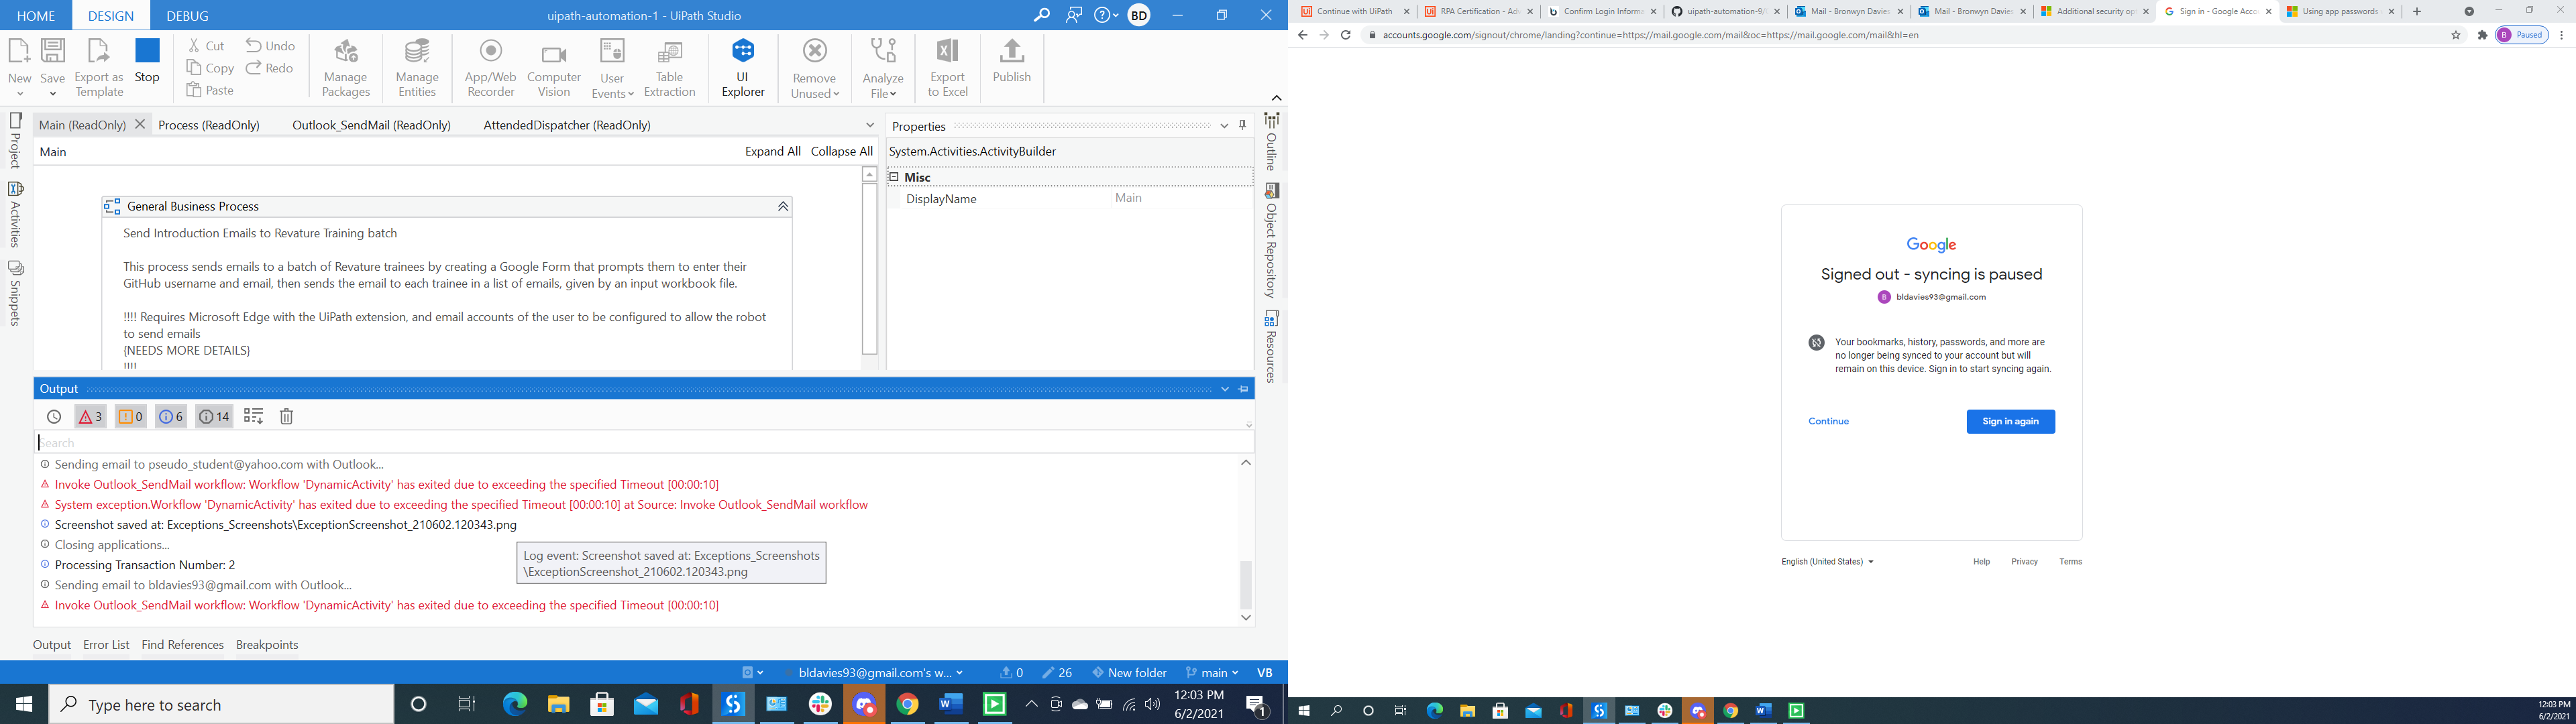 HOME DESIGN DEBUG uipath-automation-1 - UiPath Studio BD
New Save Export as Template Stop
Cut Copy Paste Undo Redo
Manage Packages Manage Entities App/Web Recorder Computer Vision User Events Table Extraction UI Explorer Remove Unused Analyze File Export to Excel Publish
Project
Activities
Snippets
Main (ReadOnly) Process (ReadOnly) Outlook_SendMail (ReadOnly) AttendedDispatcher (ReadOnly)
Main Expand All Collapse All
General Business Process
Send Introduction Emails to Revature Training batch
This process sends emails to a batch of Revature trainees by creating a Google Form that prompts them to enter their
GitHub username and email, then sends the email to each trainee in a list of emails, given by an input workbook file.
!!!! Requires Microsoft Edge with the UiPath extension, and email accounts of the user to be configured to allow the robot
to send emails
{NEEDS MORE DETAILS}
!!!!
Properties
System.Activities.ActivityBuilder
Misc
DisplayName Main
Outline
Object Repository
Resources
Output
3 0 6 14
Search
Sending email to pseudo_student@yahoo.com with Outlook...
Invoke Outlook_SendMail workflow: Workflow 'DynamicActivity' has exited due to exceeding the specified Timeout [00:00:10]
System exception.Workflow 'DynamicActivity' has exited due to exceeding the specified Timeout [00:00:10] at Source: Invoke Outlook_SendMail workflow
Screenshot saved at: Exceptions_Screenshots\ExceptionScreenshot_210602.120343.png
Closing applications...
Log event: Screenshot saved at: Exceptions_Screenshots
\ExceptionScreenshot_210602.120343.png
Processing Transaction Number: 2
Sending email to bldavies93@gmail.com with Outlook...
Invoke Outlook_SendMail workflow: Workflow 'DynamicActivity' has exited due to exceeding the specified Timeout [00:00:10]
Output Error List Find References Breakpoints
bldavies93@gmail.com's w... 0 26 New folder main VB
Type here to search
12:03 PM
6/2/2021
1
Continue with UiPath RPA Certification - Adv Confirm Login Informa uipath-automation-9/ Mail - Bronwyn Davies Mail - Bronwyn Davies Additional security op Sign in - Google Acco Using app passwords
accounts.google.com/signout/chrome/landing?continue=https://mail.google.com/mail&oc=https://mail.google.com/mail&hl=en
B Paused
Google
Signed out - syncing is paused
B bldavies93@gmail.com
Your bookmarks, history, passwords, and more are
no longer being synced to your account but will
remain on this device. Sign in to start syncing again.
Continue Sign in again
English (United States) Help Privacy Terms
12:03 PM
6/2/2021